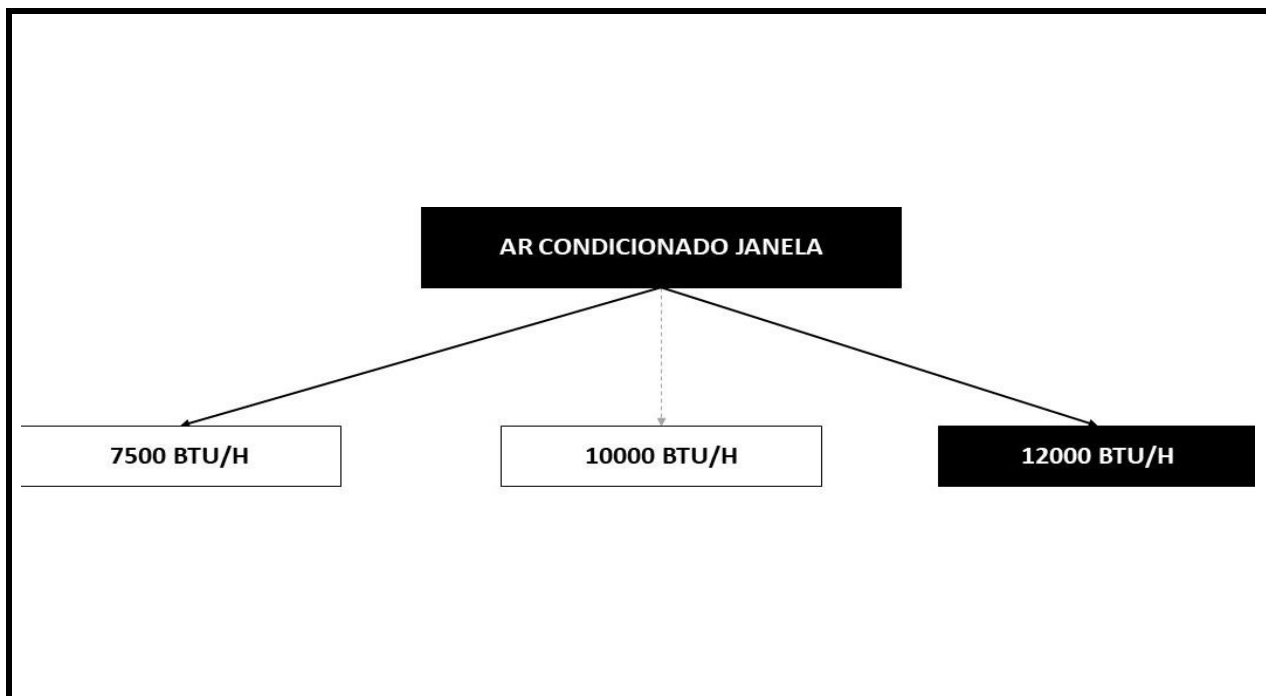 AR CONDICIONADO JANELA
7500 BTU/H
10000 BTU/H
12000 BTU/H